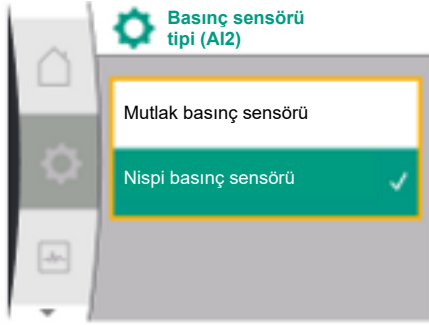 Basınç sensörü
tipi (AI2)
Mutlak basınç sensörü
Nispi basınç sensörü